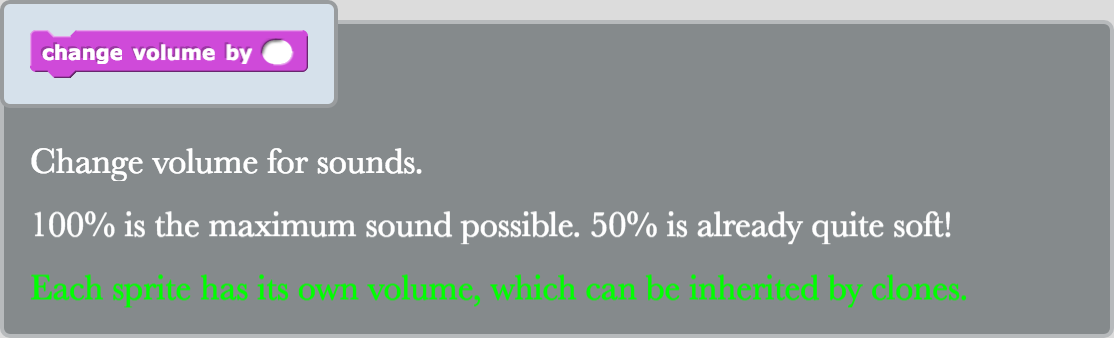 change volume by
Change volume for sounds.
100% is the maximum sound possible. 50% is already quite soft!
Each sprite has its own volume, which can be inherited by clones.